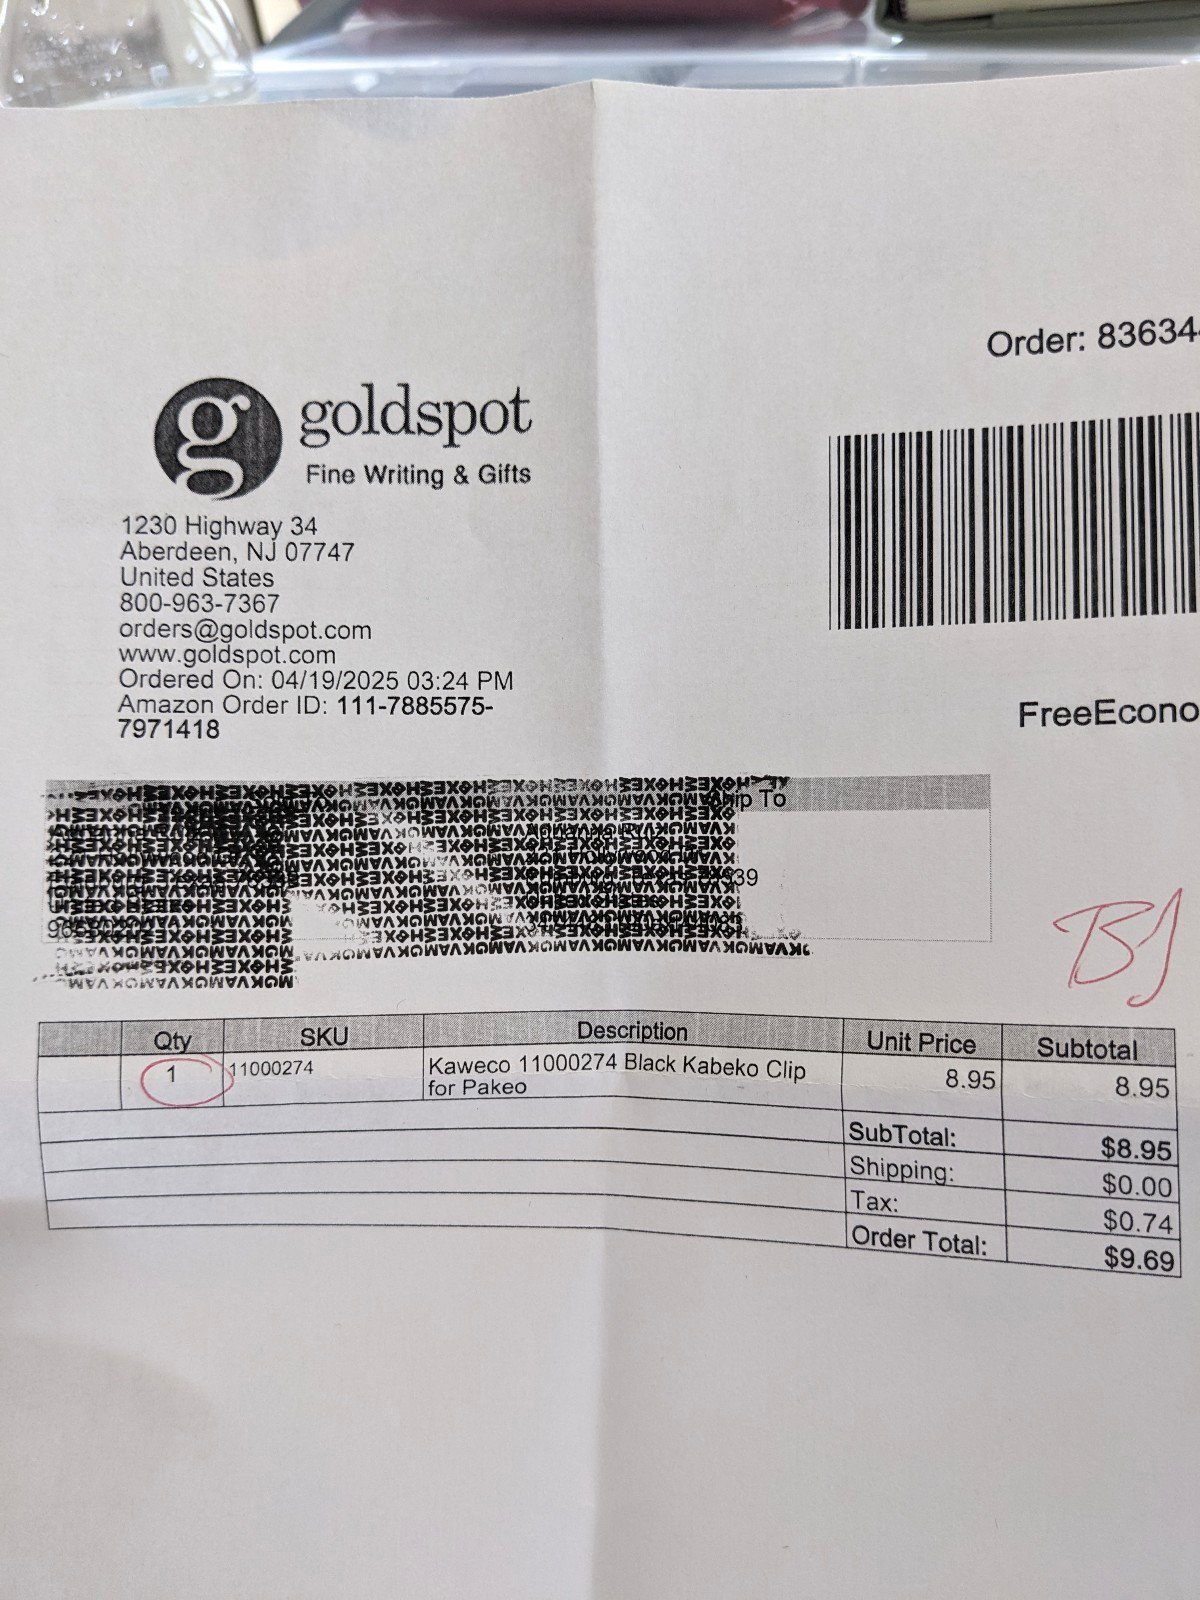 Order: 83634
goldspot
Fine Writing & Gifts
1230 Highway 34
Aberdeen, NJ 07747
United States
800-963-7367
orders@goldspot.com
www.goldspot.com
Ordered On: 04/19/2025 03:24 PM
Amazon Order ID: 111-7885575-
7971418
FreeEcono
Ship To
BJ
Qty SKU Description Unit Price Subtotal
1 11000274 Kaweco 11000274 Black Kabeko Clip 8.95 8.95
for Pakeo
SubTotal: $8.95
Shipping: $0.00
Tax: $0.74
Order Total: $9.69